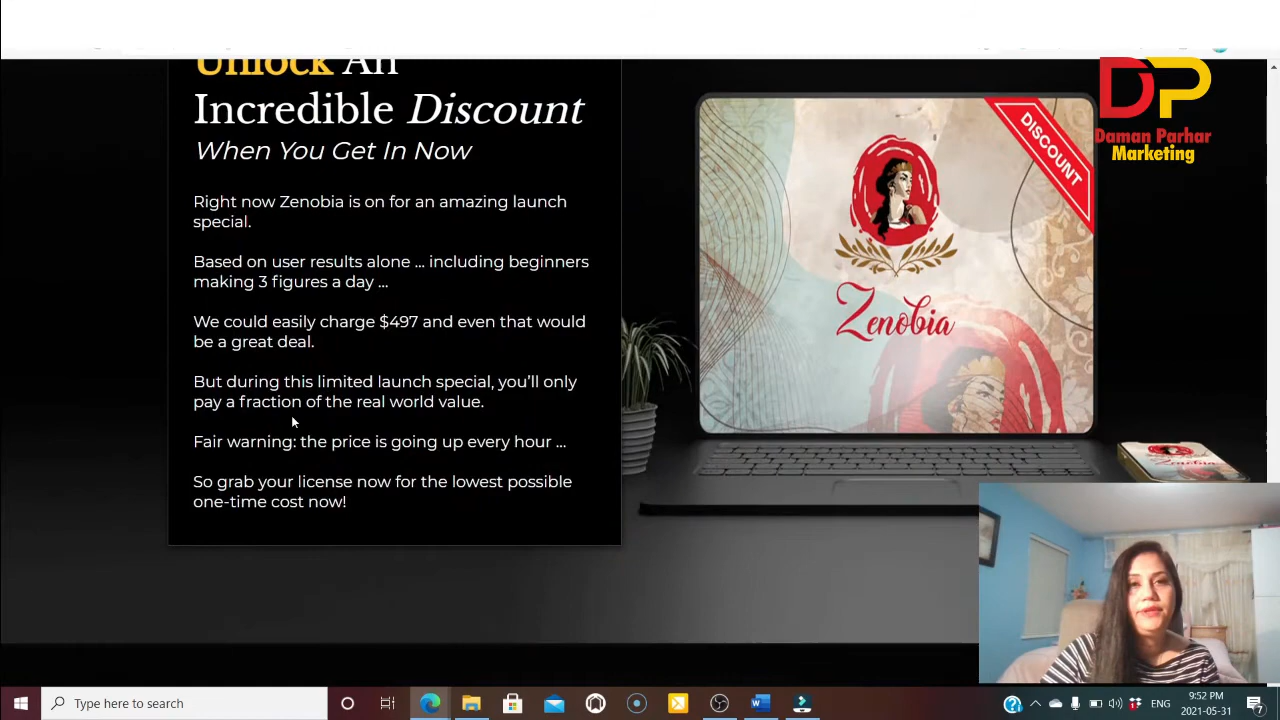 Unlock An
Incredible Discount
When You Get In Now
Right now Zenobia is on for an amazing launch
special.
Based on user results alone ... including beginners
making 3 figures a day ...
We could easily charge $497 and even that would
be a great deal.
But during this limited launch special, you'll only
pay a fraction of the real world value.
Fair warning: the price is going up every hour ...
So grab your license now for the lowest possible
one-time cost now!
DISCOUNT
Zenobia
Zenobia
DP
Daman Parhar
Marketing
Type here to search
ENG
9:52 PM
2021-05-31
7